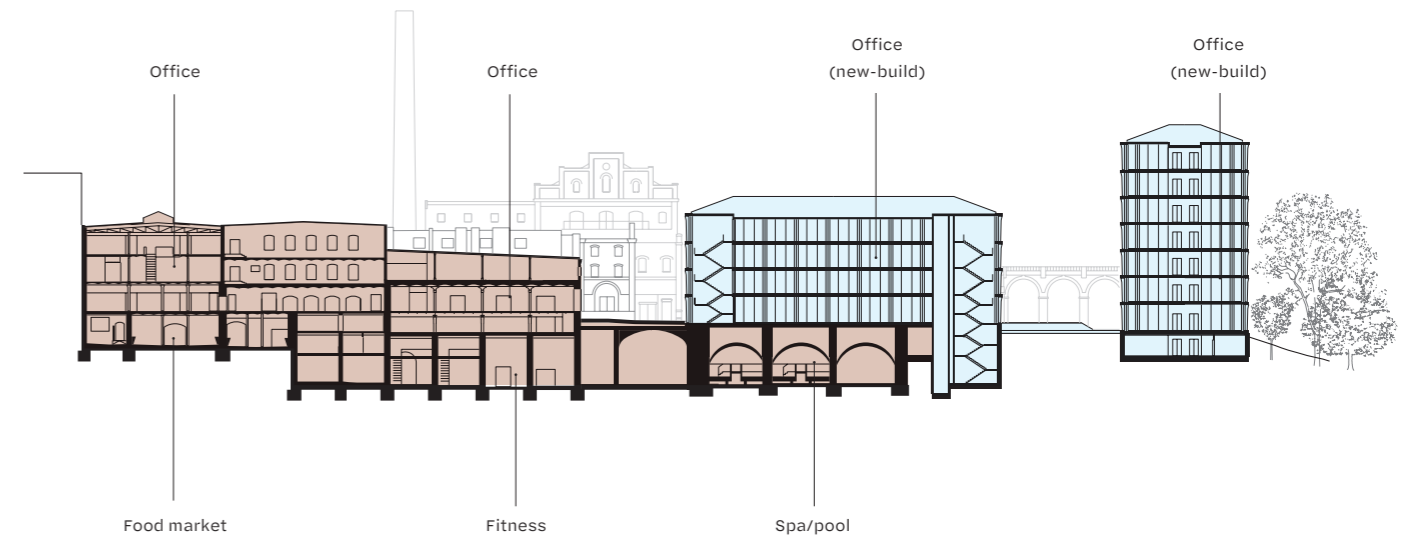 Office
Office
Office
(new-build)
Office
(new-build)
Food market
Fitness
Spa/pool